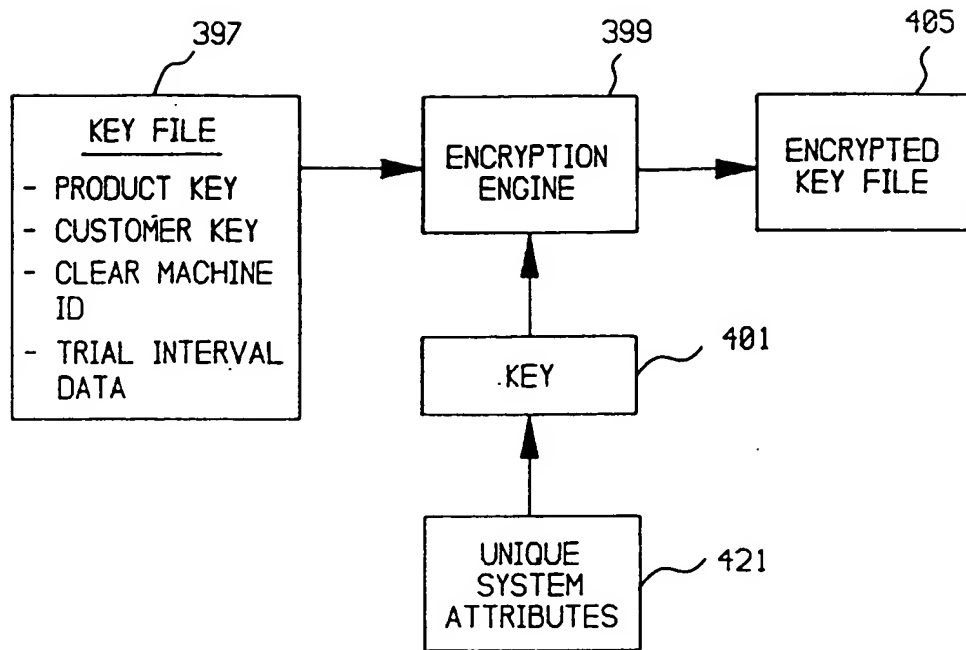 397
399
405
KEY FILE
- PRODUCT KEY
- CUSTOMER KEY
- CLEAR MACHINE
ID
- TRIAL INTERVAL
DATA
ENCRYPTION
ENGINE
ENCRYPTED
KEY FILE
KEY
401
UNIQUE
SYSTEM
ATTRIBUTES
421